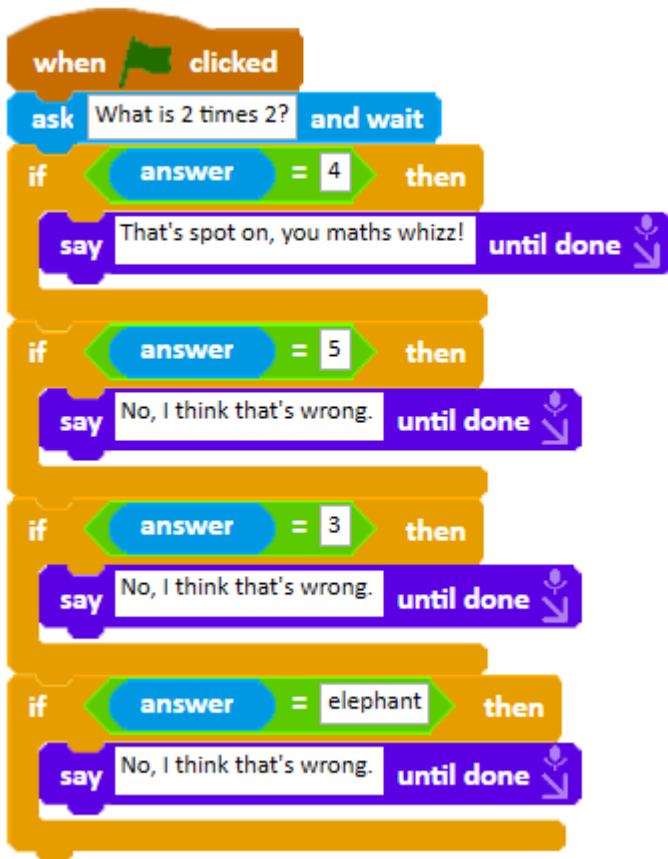 when clicked
ask What is 2 times 2? and wait
if answer = 4 then
say That's spot on, you maths whizz! until done
if answer = 5 then
say No, I think that's wrong. until done
if answer = 3 then
say No, I think that's wrong. until done
if answer = elephant then
say No, I think that's wrong. until done